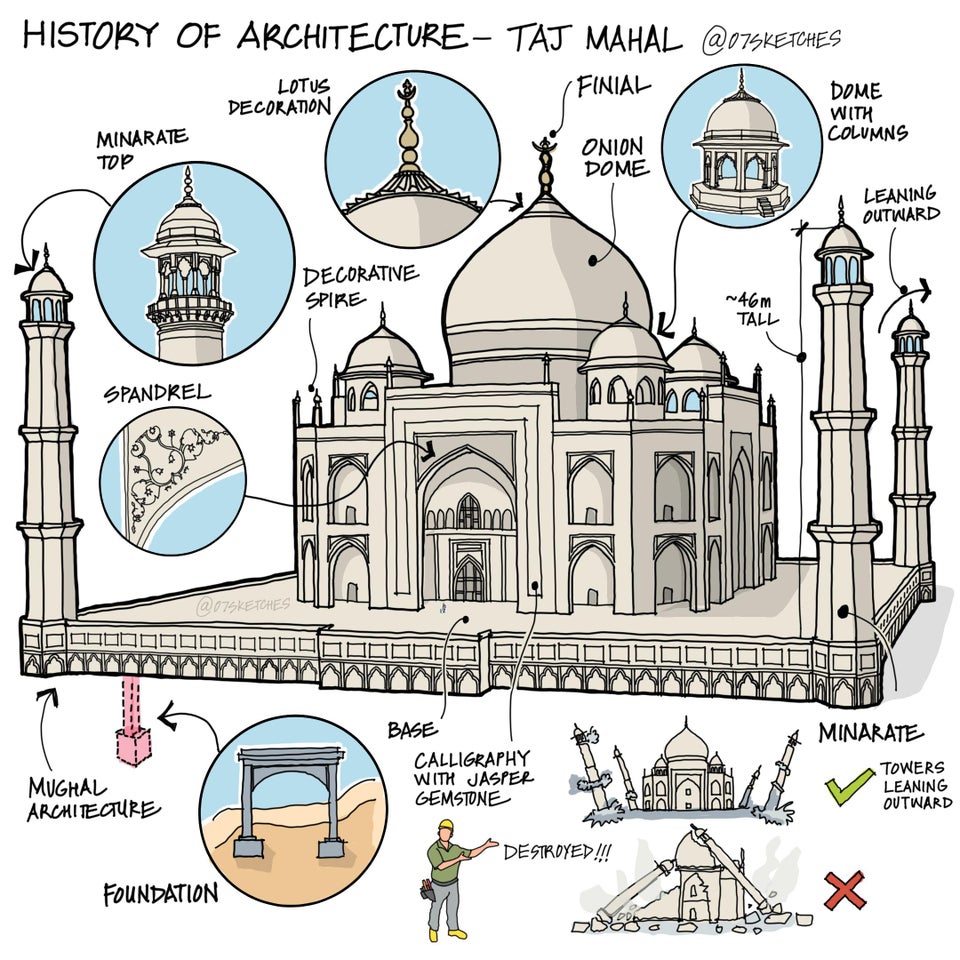 HISTORY OF ARCHITECTURE – TAJ MAHAL @07SKETCHES
LOTUS
DECORATION
FINIAL
DOME
WITH
COLUMNS
MINARATE
TOP
ONION
DOME
LEANING
OUTWARD
DECORATIVE
SPIRE
~46m
TALL
SPANDREL
@07SKETCHES
BASE
MINARATE
CALLIGRAPHY
WITH JASPER
GEMSTONE
MUGHAL
ARCHITECTURE
TOWERS
LEANING
OUTWARD
DESTROYED!!!
FOUNDATION